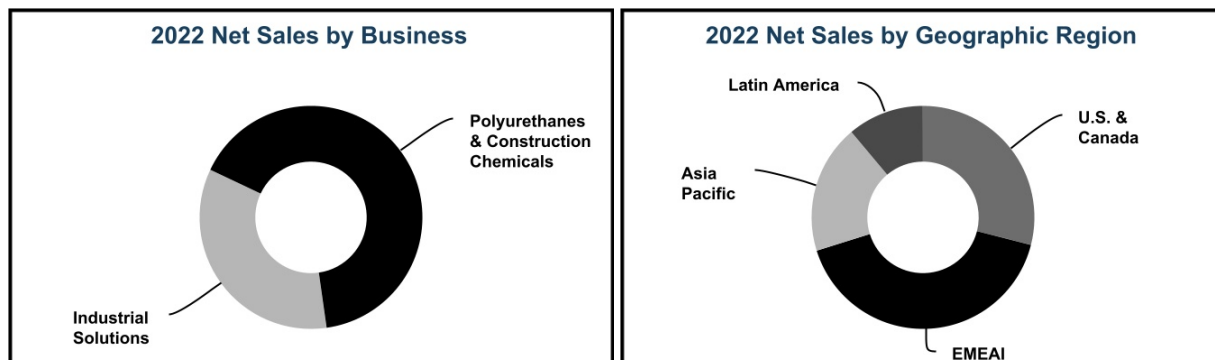 2022 Net Sales by Business
Polyurethanes
& Construction
Chemicals
Industrial
Solutions
2022 Net Sales by Geographic Region
Latin America
U.S. &
Canada
Asia
Pacific
EMEAI